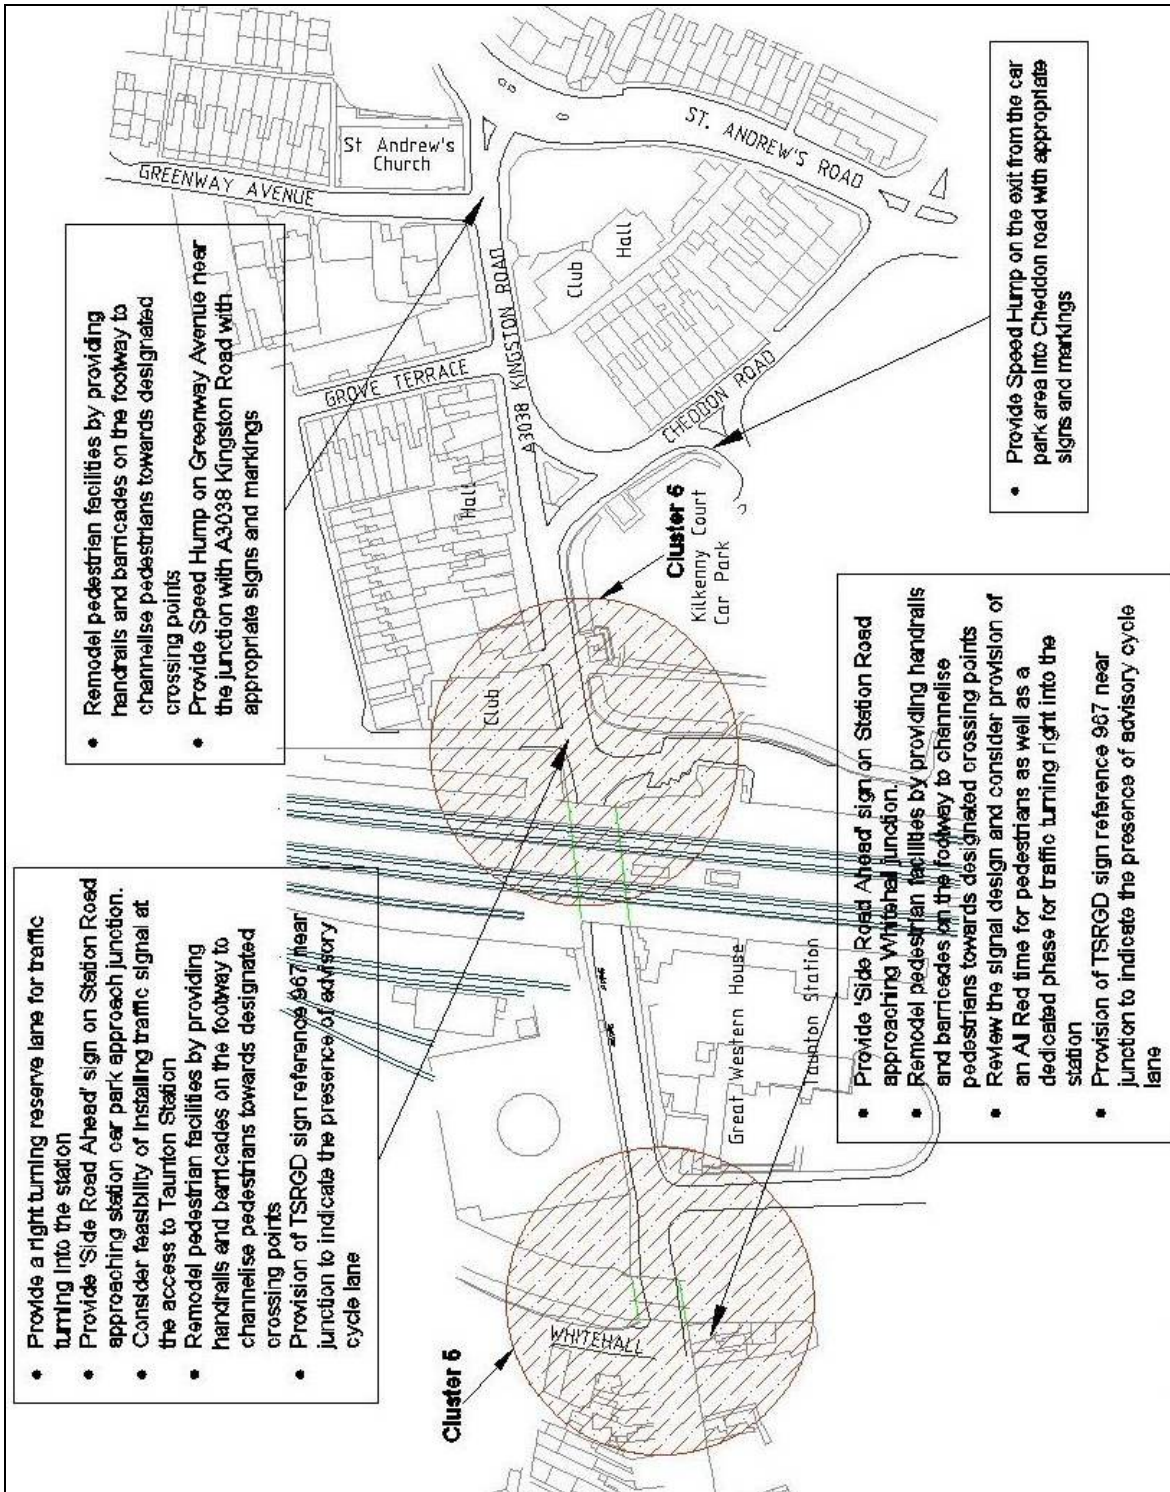 • Provide a right turning reserve lane for traffic
turning into the station
• Provide 'Side Road Ahead' sign on Station Road
approaching station car park approach junction.
• Consider feasibility of installing traffic signal at
the access to Taunton Station
• Remodel pedestrian facilities by providing
handrails and barricades on the footway to
channelise pedestrians towards designated
crossing points
• Provision of TSRGD sign reference 967 near
junction to indicate the presence of advisory
cycle lane
• Remodel pedestrian facilities by providing
handrails and barricades on the footway to
channelise pedestrians towards designated
crossing points
• Provide Speed Hump on Greenway Avenue near
the junction with A3038 Kingston Road with
appropriate signs and markings
GREENWAY AVENUE
St Andrew's
Church
GROVE TERRACE
A3038 KINGSTON ROAD
ST. ANDREW'S ROAD
Club
Hall
Hall
Club
CHEDDON ROAD
Cluster 6
Kilkenny Court
Car Park
Great Western House
Taunton Station
WHITEHALL
Cluster 5
• Provide 'Side Road Ahead' sign on Station Road
approaching Whitehall junction.
• Remodel pedestrian facilities by providing handrails
and barricades on the footway to channelise
pedestrians towards designated crossing points
• Review the signal design and consider provision of
an All Red time for pedestrians as well as a
dedicated phase for traffic turning right into the
station
• Provision of TSRGD sign reference 967 near
junction to indicate the presence of advisory cycle
lane
• Provide Speed Hump on the exit from the car
park area into Cheddon road with appropriate
signs and markings